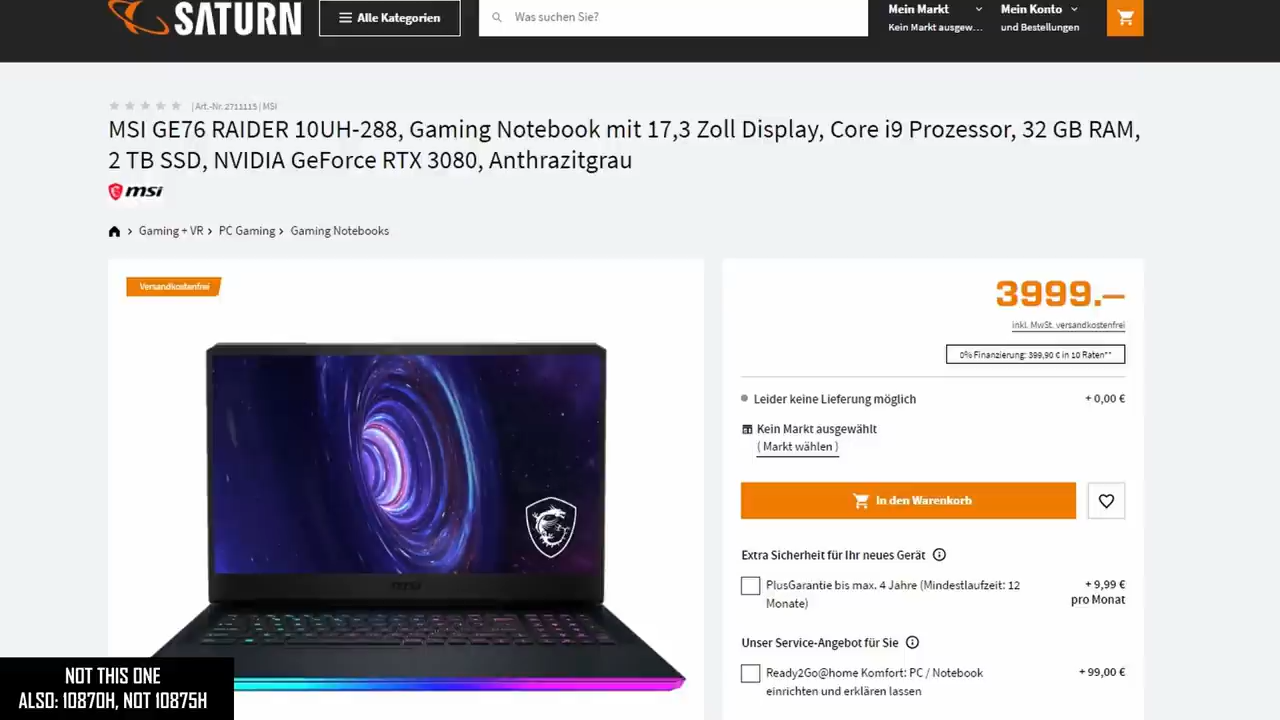 SATURN
Alle Kategorien
Was suchen Sie?
Mein Markt
Kein Markt ausgew...
Mein Konto
und Bestellungen
| Art.-Nr. 2711115 | MSI
MSI GE76 RAIDER 10UH-288, Gaming Notebook mit 17,3 Zoll Display, Core i9 Prozessor, 32 GB RAM,
2 TB SSD, NVIDIA GeForce RTX 3080, Anthrazitgrau
msi
Gaming + VR > PC Gaming > Gaming Notebooks
Versandkostenfrei
3999.–
inkl. MwSt. versandkostenfrei
0% Finanzierung: 399,90 € in 10 Raten**
Leider keine Lieferung möglich + 0,00 €
Kein Markt ausgewählt
( Markt wählen )
In den Warenkorb
Extra Sicherheit für Ihr neues Gerät
PlusGarantie bis max. 4 Jahre (Mindestlaufzeit: 12 + 9,99 €
Monate) pro Monat
Unser Service-Angebot für Sie
Ready2Go@home Komfort: PC / Notebook + 99,00 €
einrichten und erklären lassen
msi
NOT THIS ONE
ALSO: 10870H, NOT 10875H